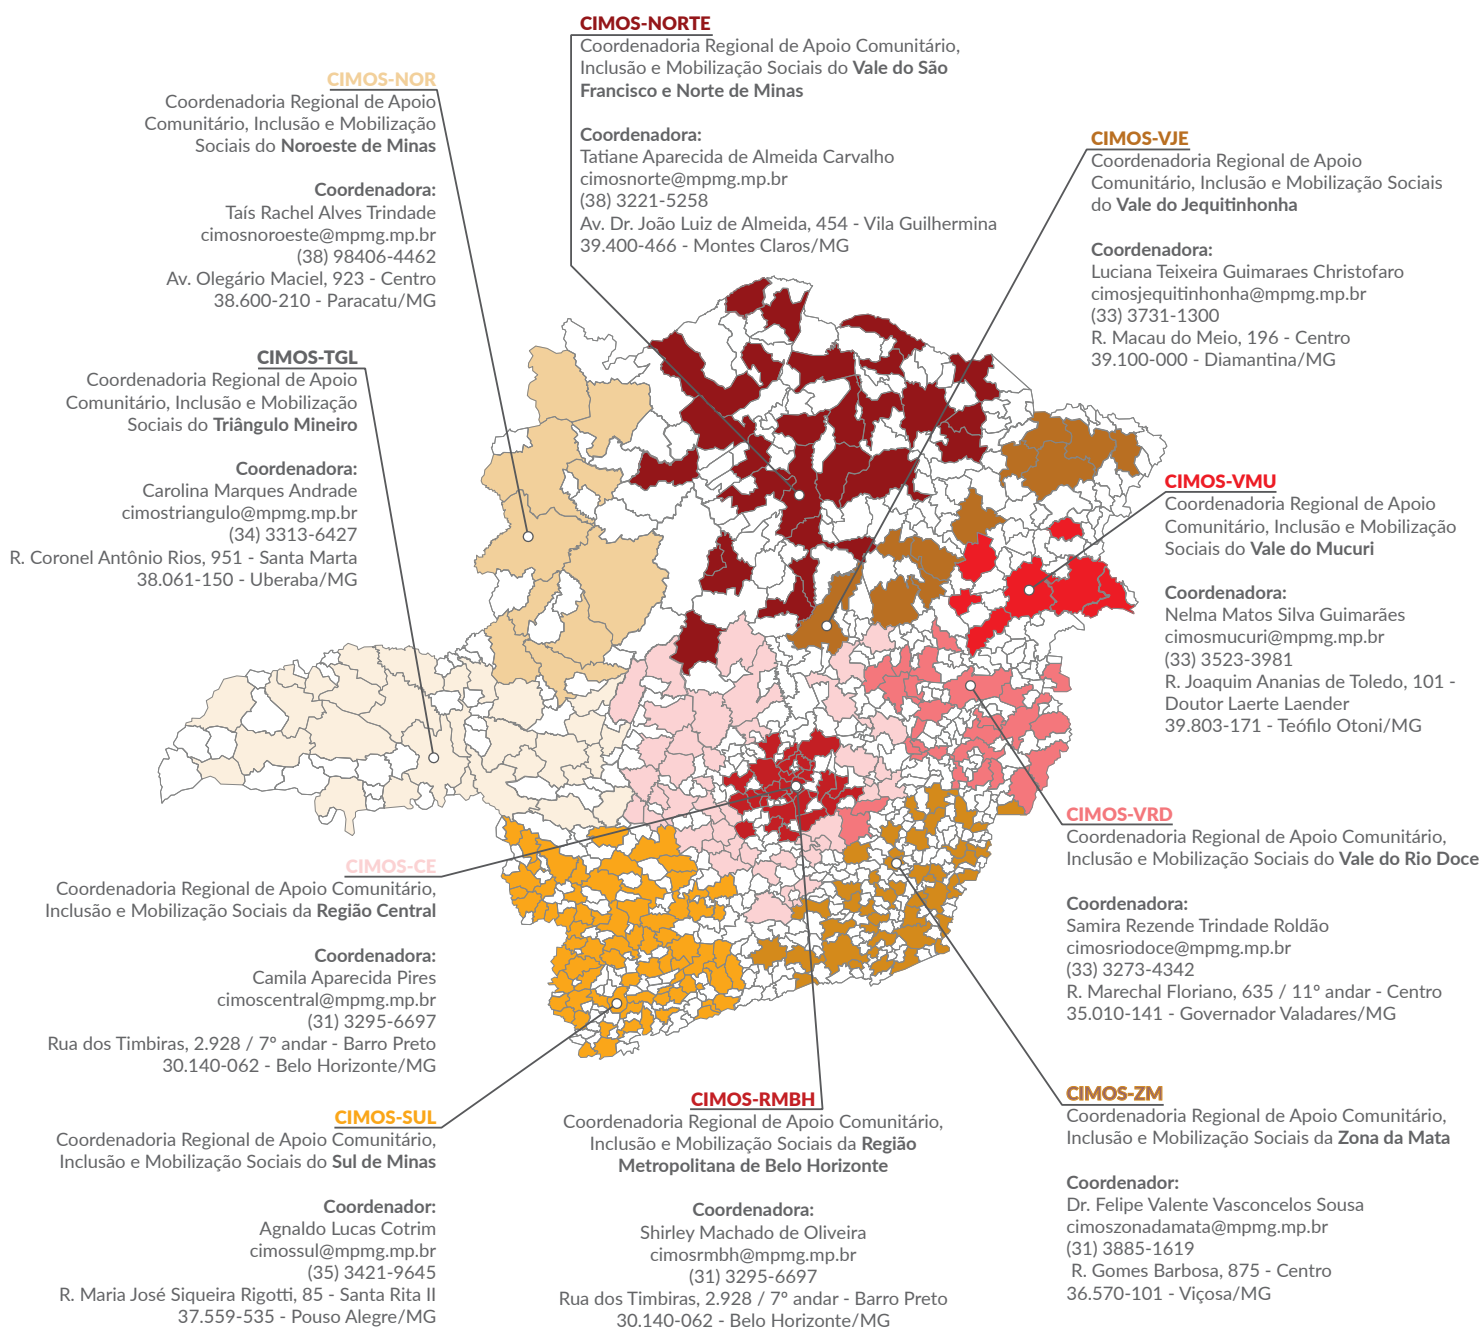 CIMOS-NORTE
Coordenadoria Regional de Apoio Comunitário,
Inclusão e Mobilização Sociais do Vale do São
Francisco e Norte de Minas
Coordenadora:
Tatiane Aparecida de Almeida Carvalho
cimosnorte@mpmg.mp.br
(38) 3221-5258
Av. Dr. João Luiz de Almeida, 454 - Vila Guilhermina
39.400-466 - Montes Claros/MG
CIMOS-NOR
Coordenadoria Regional de Apoio
Comunitário, Inclusão e Mobilização
Sociais do Noroeste de Minas
Coordenadora:
Taís Rachel Alves Trindade
cimosnoroeste@mpmg.mp.br
(38) 98406-4462
Av. Olegário Maciel, 923 - Centro
38.600-210 - Paracatu/MG
CIMOS-VJE
Coordenadoria Regional de Apoio
Comunitário, Inclusão e Mobilização Sociais
do Vale do Jequitinhonha
Coordenadora:
Luciana Teixeira Guimaraes Christofaro
cimosjequitinhonha@mpmg.mp.br
(33) 3731-1300
R. Macau do Meio, 196 - Centro
39.100-000 - Diamantina/MG
CIMOS-TGL
Coordenadoria Regional de Apoio
Comunitário, Inclusão e Mobilização
Sociais do Triângulo Mineiro
Coordenadora:
Carolina Marques Andrade
cimostriangulo@mpmg.mp.br
(34) 3313-6427
R. Coronel Antônio Rios, 951 - Santa Marta
38.061-150 - Uberaba/MG
CIMOS-VMU
Coordenadoria Regional de Apoio
Comunitário, Inclusão e Mobilização
Sociais do Vale do Mucuri
Coordenadora:
Nelma Matos Silva Guimarães
cimosmucuri@mpmg.mp.br
(33) 3523-3981
R. Joaquim Ananias de Toledo, 101 -
Doutor Laerte Laender
39.803-171 - Teófilo Otoni/MG
CIMOS-VRD
Coordenadoria Regional de Apoio Comunitário,
Inclusão e Mobilização Sociais do Vale do Rio Doce
Coordenadora:
Samira Rezende Trindade Roldão
cimosriodoce@mpmg.mp.br
(33) 3273-4342
R. Marechal Floriano, 635 / 11º andar - Centro
35.010-141 - Governador Valadares/MG
CIMOS-CE
Coordenadoria Regional de Apoio Comunitário,
Inclusão e Mobilização Sociais da Região Central
Coordenadora:
Camila Aparecida Pires
cimoscentral@mpmg.mp.br
(31) 3295-6697
Rua dos Timbiras, 2.928 / 7º andar - Barro Preto
30.140-062 - Belo Horizonte/MG
CIMOS-SUL
Coordenadoria Regional de Apoio Comunitário,
Inclusão e Mobilização Sociais do Sul de Minas
Coordenador:
Agnaldo Lucas Cotrim
cimossul@mpmg.mp.br
(35) 3421-9645
R. Maria José Siqueira Rigotti, 85 - Santa Rita II
37.559-535 - Pouso Alegre/MG
CIMOS-RMBH
Coordenadoria Regional de Apoio Comunitário,
Inclusão e Mobilização Sociais da Região
Metropolitana de Belo Horizonte
Coordenadora:
Shirley Machado de Oliveira
cimosrmbh@mpmg.mp.br
(31) 3295-6697
Rua dos Timbiras, 2.928 / 7º andar - Barro Preto
30.140-062 - Belo Horizonte/MG
CIMOS-ZM
Coordenadoria Regional de Apoio Comunitário,
Inclusão e Mobilização Sociais da Zona da Mata
Coordenador:
Dr. Felipe Valente Vasconcelos Sousa
cimoszonadamata@mpmg.mp.br
(31) 3885-1619
R. Gomes Barbosa, 875 - Centro
36.570-101 - Viçosa/MG